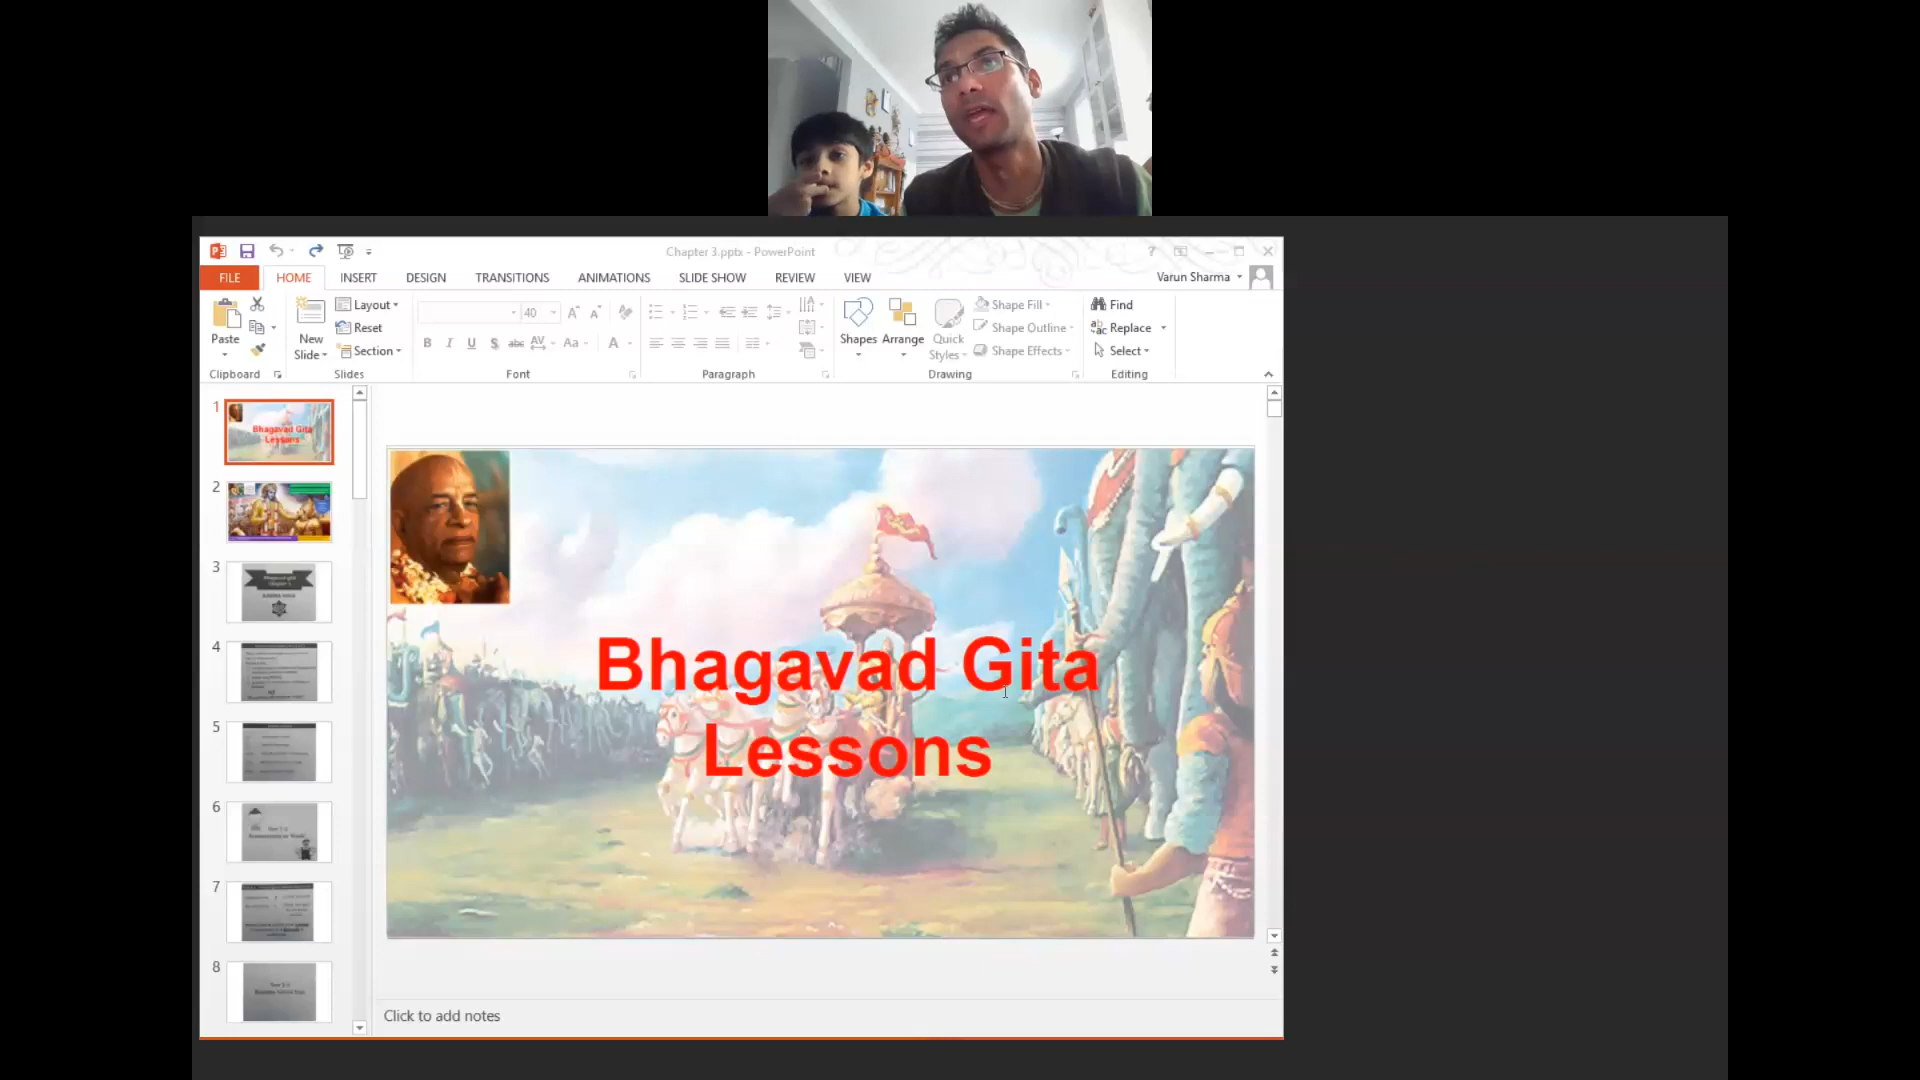 Chapter 3.pptx - PowerPoint
FILE HOME INSERT DESIGN TRANSITIONS ANIMATIONS SLIDE SHOW REVIEW VIEW Varun Sharma
Paste
Clipboard
New
Slide
Layout
Reset
Section
Slides
40
Font
Paragraph
Shapes
Arrange
Quick
Styles
Shape Fill
Shape Outline
Shape Effects
Drawing
Find
Replace
Select
Editing
1
Bhagavad Gita
Lessons
2
3
4
5
6
7
8
Bhagavad Gita
Lessons
Click to add notes